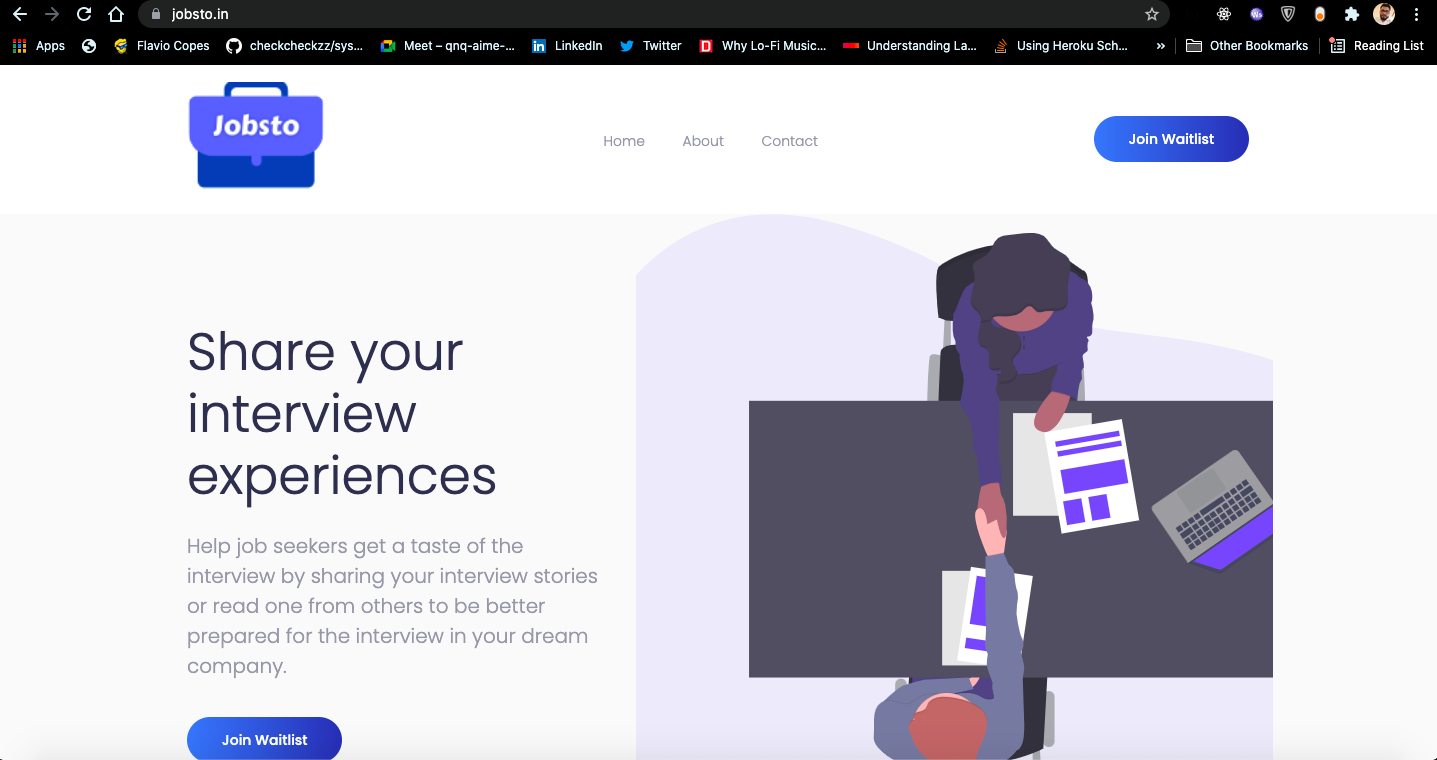 jobsto.in
Apps Flavio Copes checkcheckzz/sys... Meet – qnq-aime-... LinkedIn Twitter Why Lo-Fi Music... Understanding La... Using Heroku Sch... » Other Bookmarks Reading List
Jobsto
Home About Contact
Join Waitlist
Share your
interview
experiences
Help job seekers get a taste of the
interview by sharing your interview stories
or read one from others to be better
prepared for the interview in your dream
company.
Join Waitlist